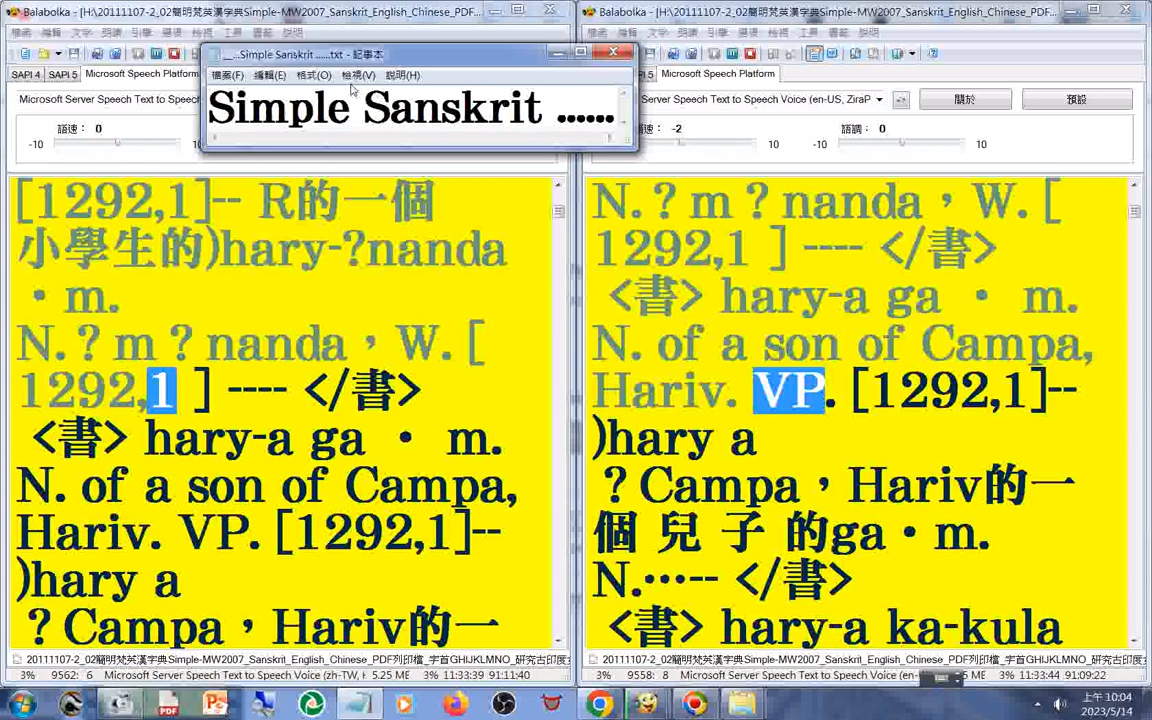 Balabolka - [H:\20111107-2_02簡明梵英漢字典Simple-MW2007_Sanskrit_English_Chinese_PDF...
SAPI 4 SAPI 5 Microsoft Speech Platform
Microsoft Server Speech Text to Speech
語速： 0
-10
10
[1292,1]-- R的一個
小學生的)hary-?nanda
• m.
N.？m？nanda，W. [
1292,1 ] ---- </書>
<書> hary-a ga • m.
N. of a son of Campa,
Hariv. VP. [1292,1]--
)hary a
？Campa，Hariv的一
20111107-2_02簡明梵英漢字典Simple-MW2007_Sanskrit_English_Chinese_PDF列印檔_字首GHIJKLMNO_研究古印度
3% 9562: 6 Microsoft Server Speech Text to Speech Voice (zh-TW, 5.25 MB 3% 11:33:39 91:11:40
__...Simple Sanskrit ......txt - 記事本
檔案(F) 編輯(E) 格式(O) 檢視(V) 說明(H)
Simple Sanskrit ......
Balabolka - [H:\20111107-2_02簡明梵英漢字典Simple-MW2007_Sanskrit_English_Chinese_PDF...
Microsoft Speech Platform
Server Speech Text to Speech Voice (en-US, ZiraP
關於
預設
-2
10
語調： 0
-10
10
N.？m？nanda，W. [
1292,1 ] ---- </書>
<書> hary-a ga • m.
N. of a son of Campa,
Hariv. VP. [1292,1]--
)hary a
？Campa，Hariv的一
個 兒 子 的ga•m.
N.…-- </書>
<書> hary-a ka-kula
20111107-2_02簡明梵英漢字典Simple-MW2007_Sanskrit_English_Chinese_PDF列印檔_字首GHIJKLMNO_研究古印度
3% 9558: 8 Microsoft Server Speech Text to Speech Voice (en- 5.25 MB 3% 11:33:44 91:09:22
上午 10:04
2023/5/14